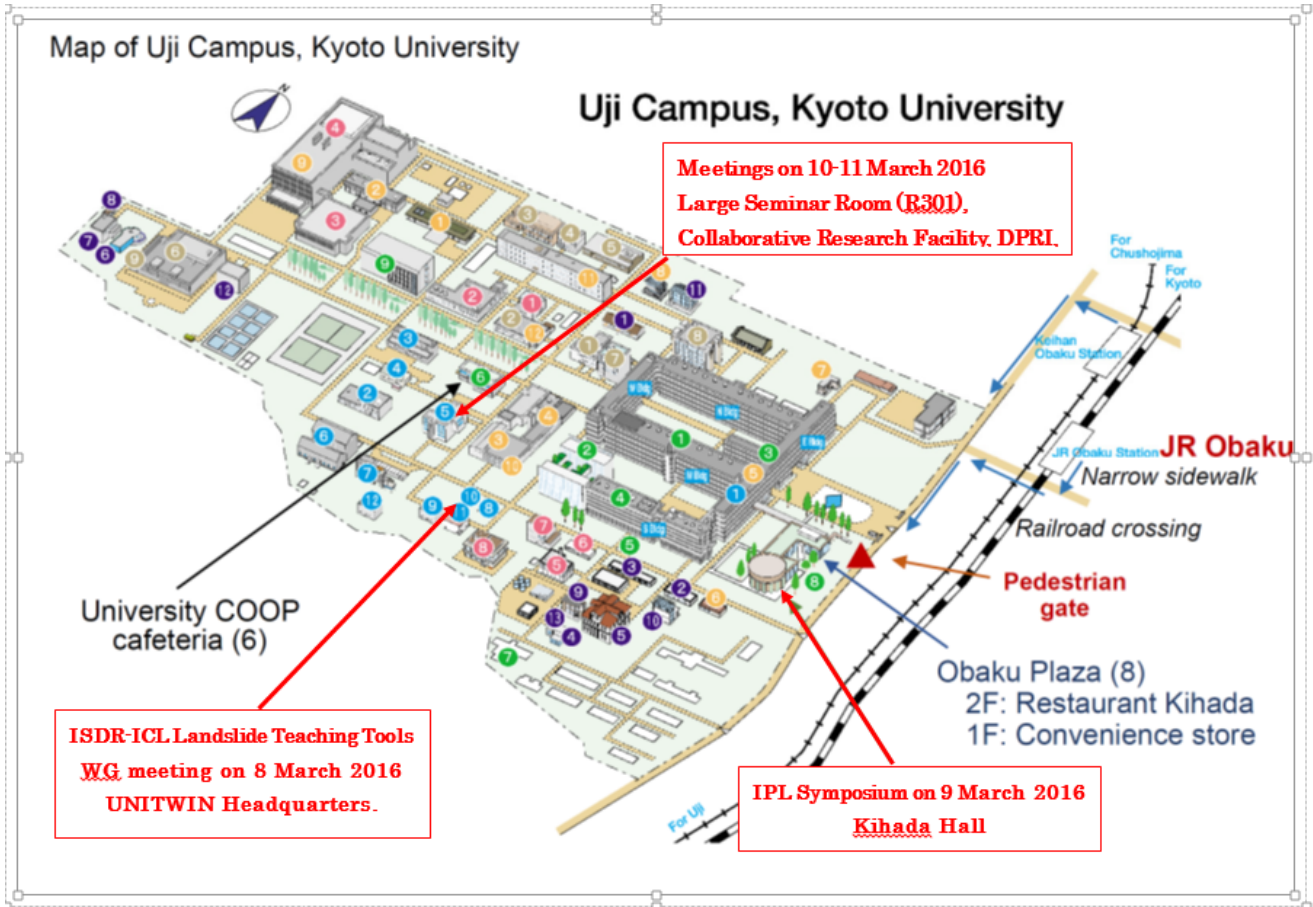 Map of Uji Campus, Kyoto University
N
Uji Campus, Kyoto University
Meetings on 10-11 March 2016
Large Seminar Room (R301),
Collaborative Research Facility, DPRI,
For
Chushojima
For
Kyoto
Keihan
Obaku Station
JR Obaku Station
JR Obaku
Narrow sidewalk
Railroad crossing
Pedestrian
gate
University COOP
cafeteria (6)
Obaku Plaza (8)
2F: Restaurant Kihada
1F: Convenience store
ISDR-ICL Landslide Teaching Tools
WG meeting on 8 March 2016
UNITWIN Headquarters.
IPL Symposium on 9 March 2016
Kihada Hall
For Uji